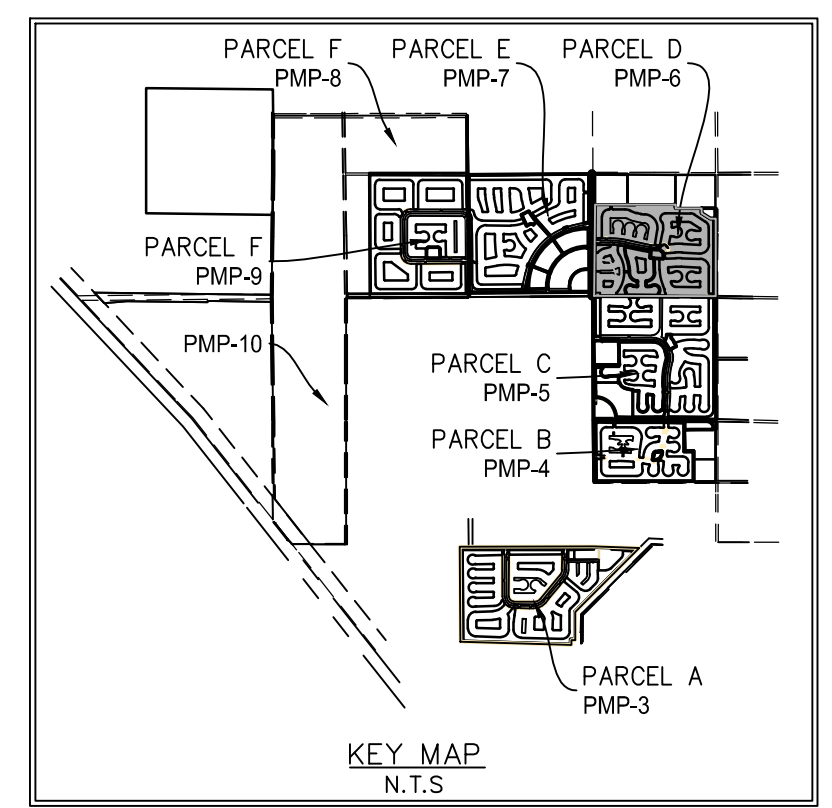 PARCEL F
PMP-8
PARCEL E
PMP-7
PARCEL D
PMP-6
PARCEL F
PMP-9
PMP-10
PARCEL C
PMP-5
PARCEL B
PMP-4
PARCEL A
PMP-3
KEY MAP
N.T.S